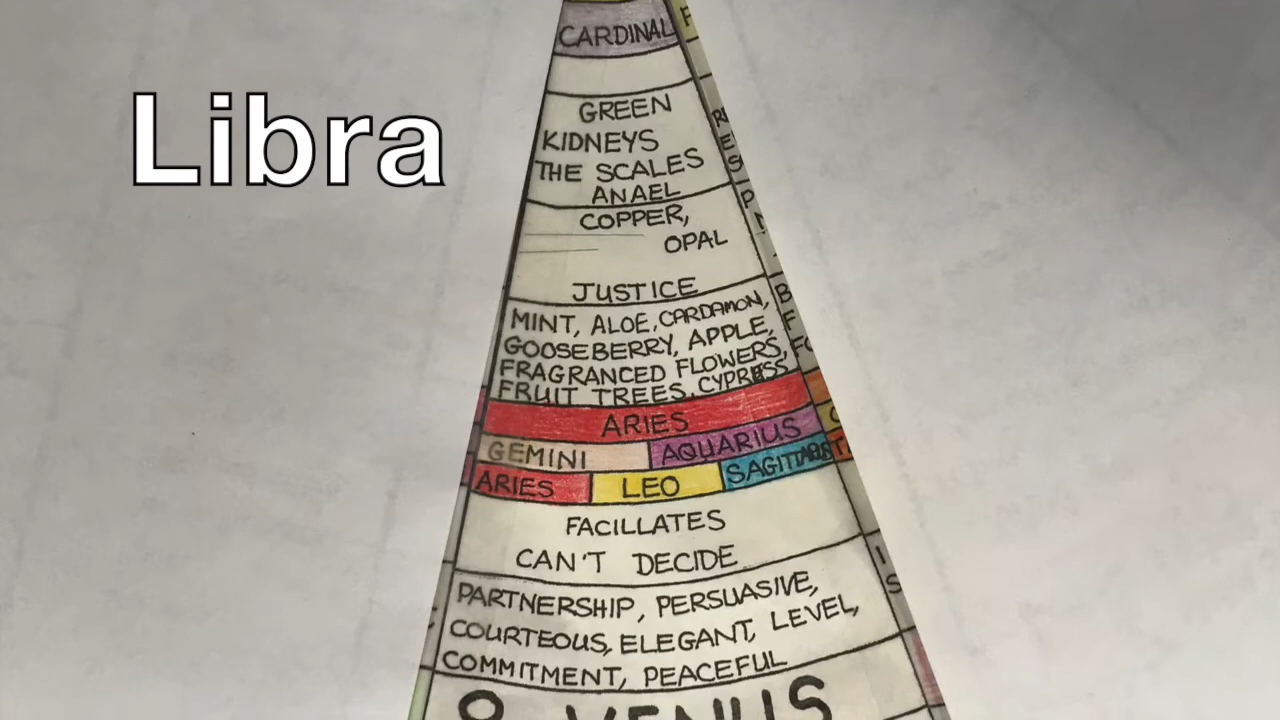 Libra
CARDINAL
GREEN
KIDNEYS
THE SCALES
ANAEL
COPPER,
OPAL
JUSTICE
MINT, ALOE, CARDAMON,
GOOSEBERRY, APPLE,
FRAGRANCED FLOWERS,
FRUIT TREES, CYPRESS
ARIES
GEMINI AQUARIUS
ARIES LEO SAGITTARIUS
FACILLATES
CAN'T DECIDE
PARTNERSHIP, PERSUASIVE,
COURTEOUS, ELEGANT, LEVEL,
COMMITMENT, PEACEFUL
VENUS